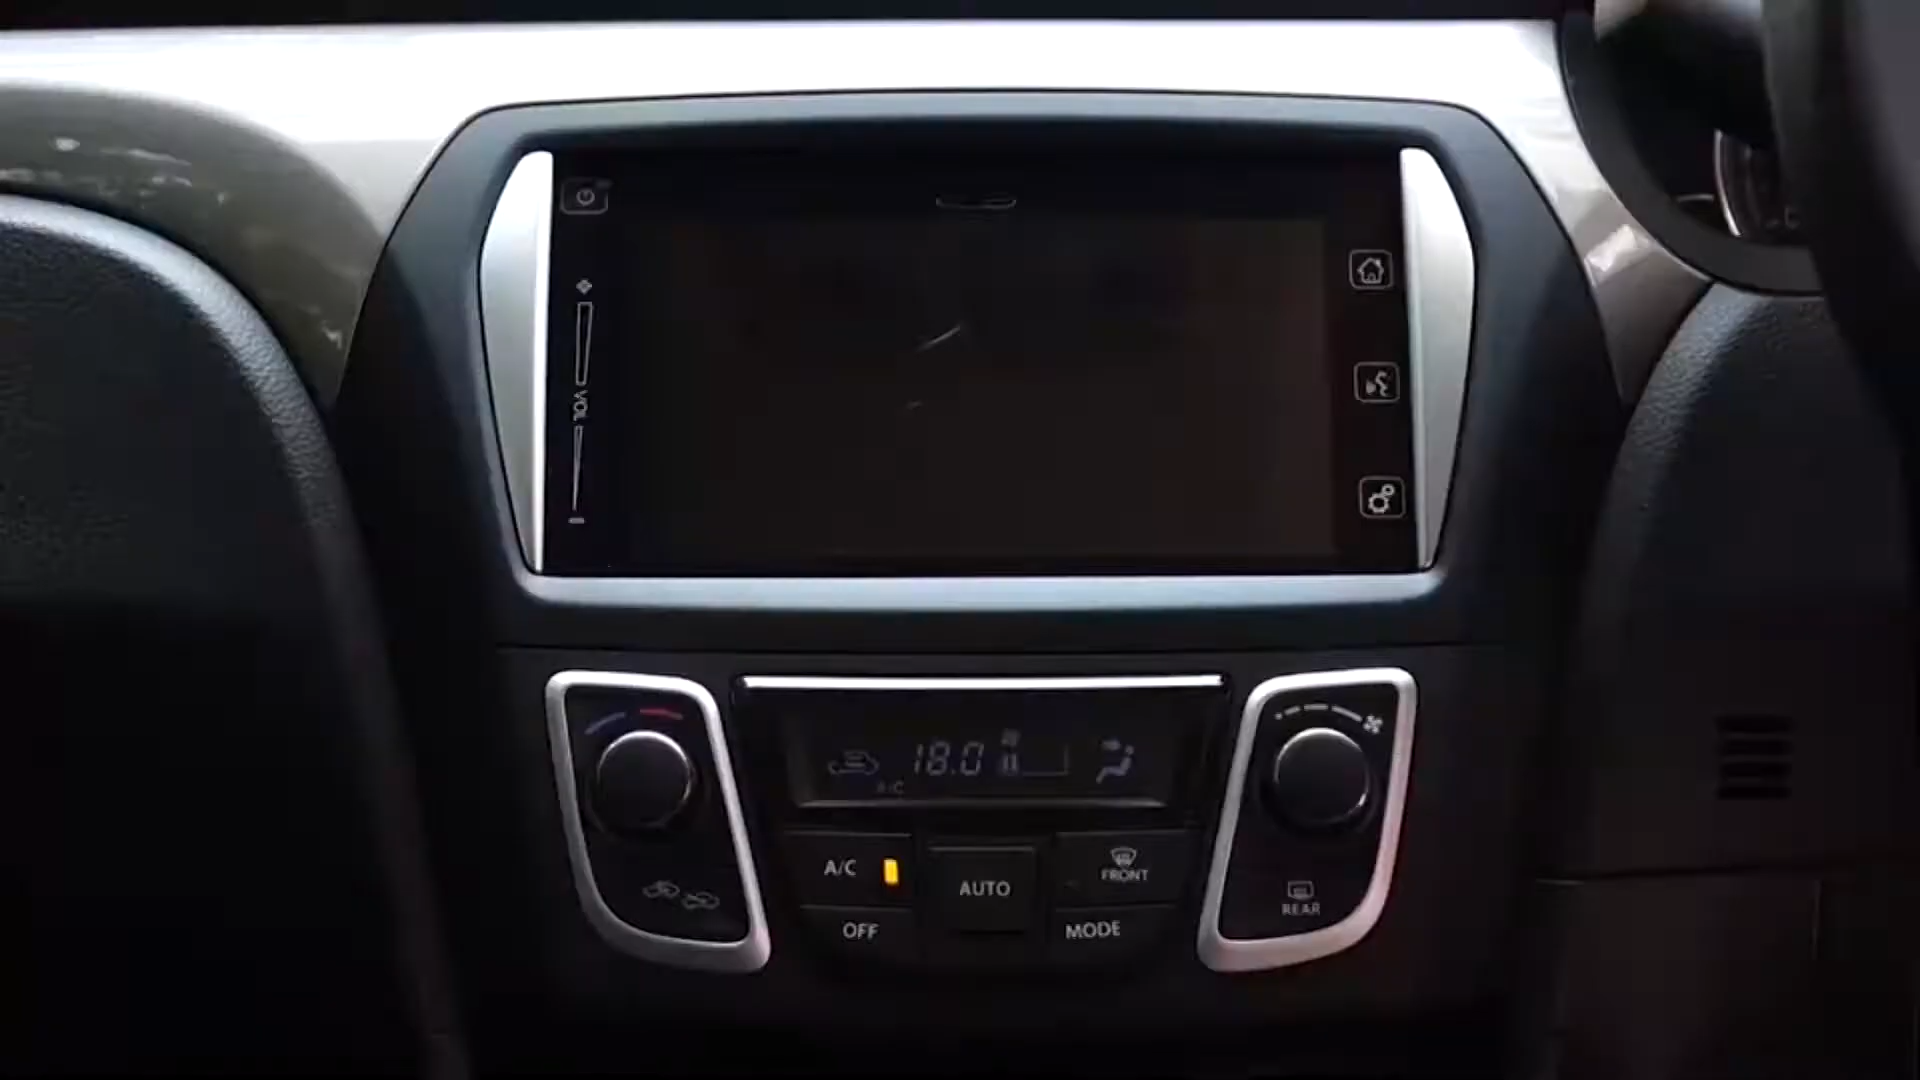 VOL
18.0
A/C
A/C
AUTO
FRONT
OFF
MODE
REAR